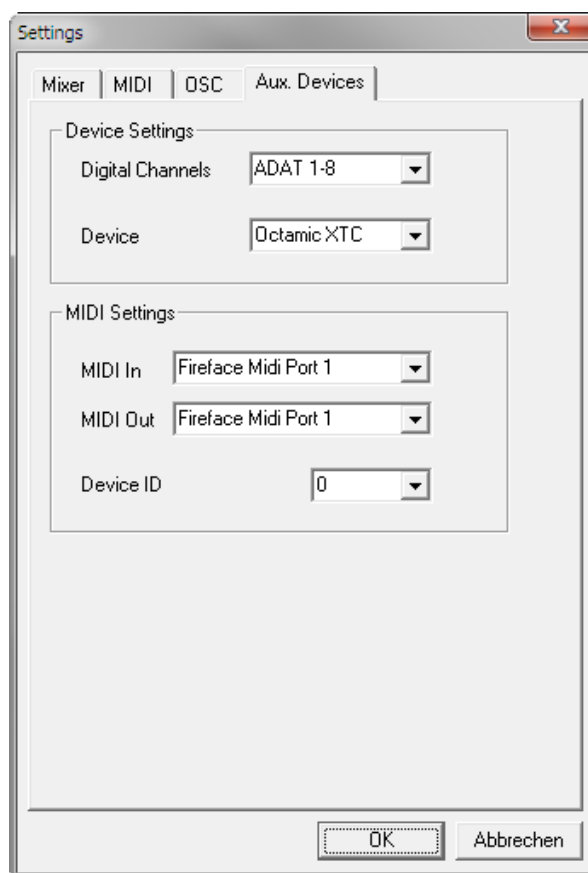 Settings
Mixer MIDI OSC Aux. Devices
Device Settings
Digital Channels ADAT 1-8
Device Octamic XTC
MIDI Settings
MIDI In Fireface Midi Port 1
MIDI Out Fireface Midi Port 1
Device ID 0
OK Abbrechen